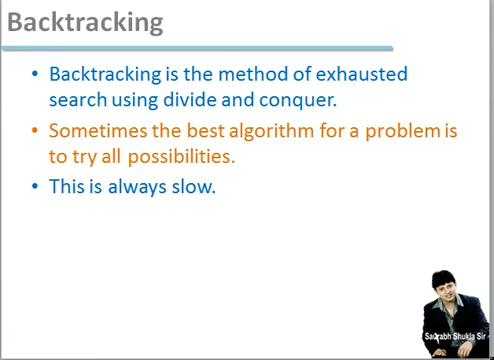 Backtracking
• Backtracking is the method of exhausted
search using divide and conquer.
• Sometimes the best algorithm for a problem is
to try all possibilities.
• This is always slow.
Saurabh Shukla Sir